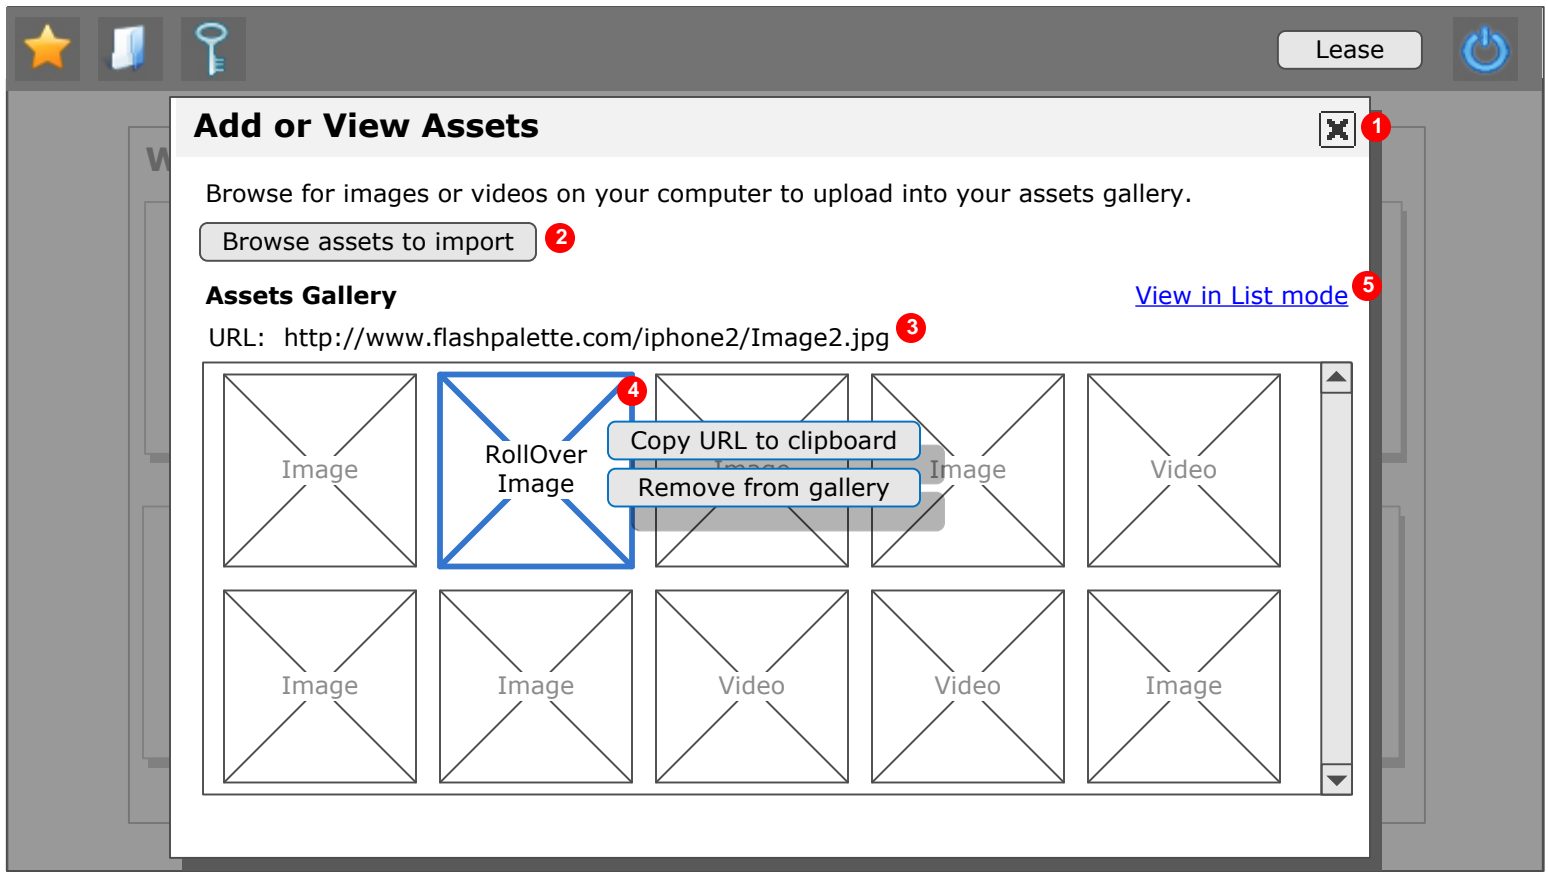 Lease
Add or View Assets
1
W
Browse for images or videos on your computer to upload into your assets gallery.
Browse assets to import
2
Assets Gallery
View in List mode
5
URL: http://www.flashpalette.com/iphone2/Image2.jpg
3
4
Image
RollOver
Image
Copy URL to clipboard
Remove from gallery
Image
Image
Video
Image
Image
Video
Video
Image